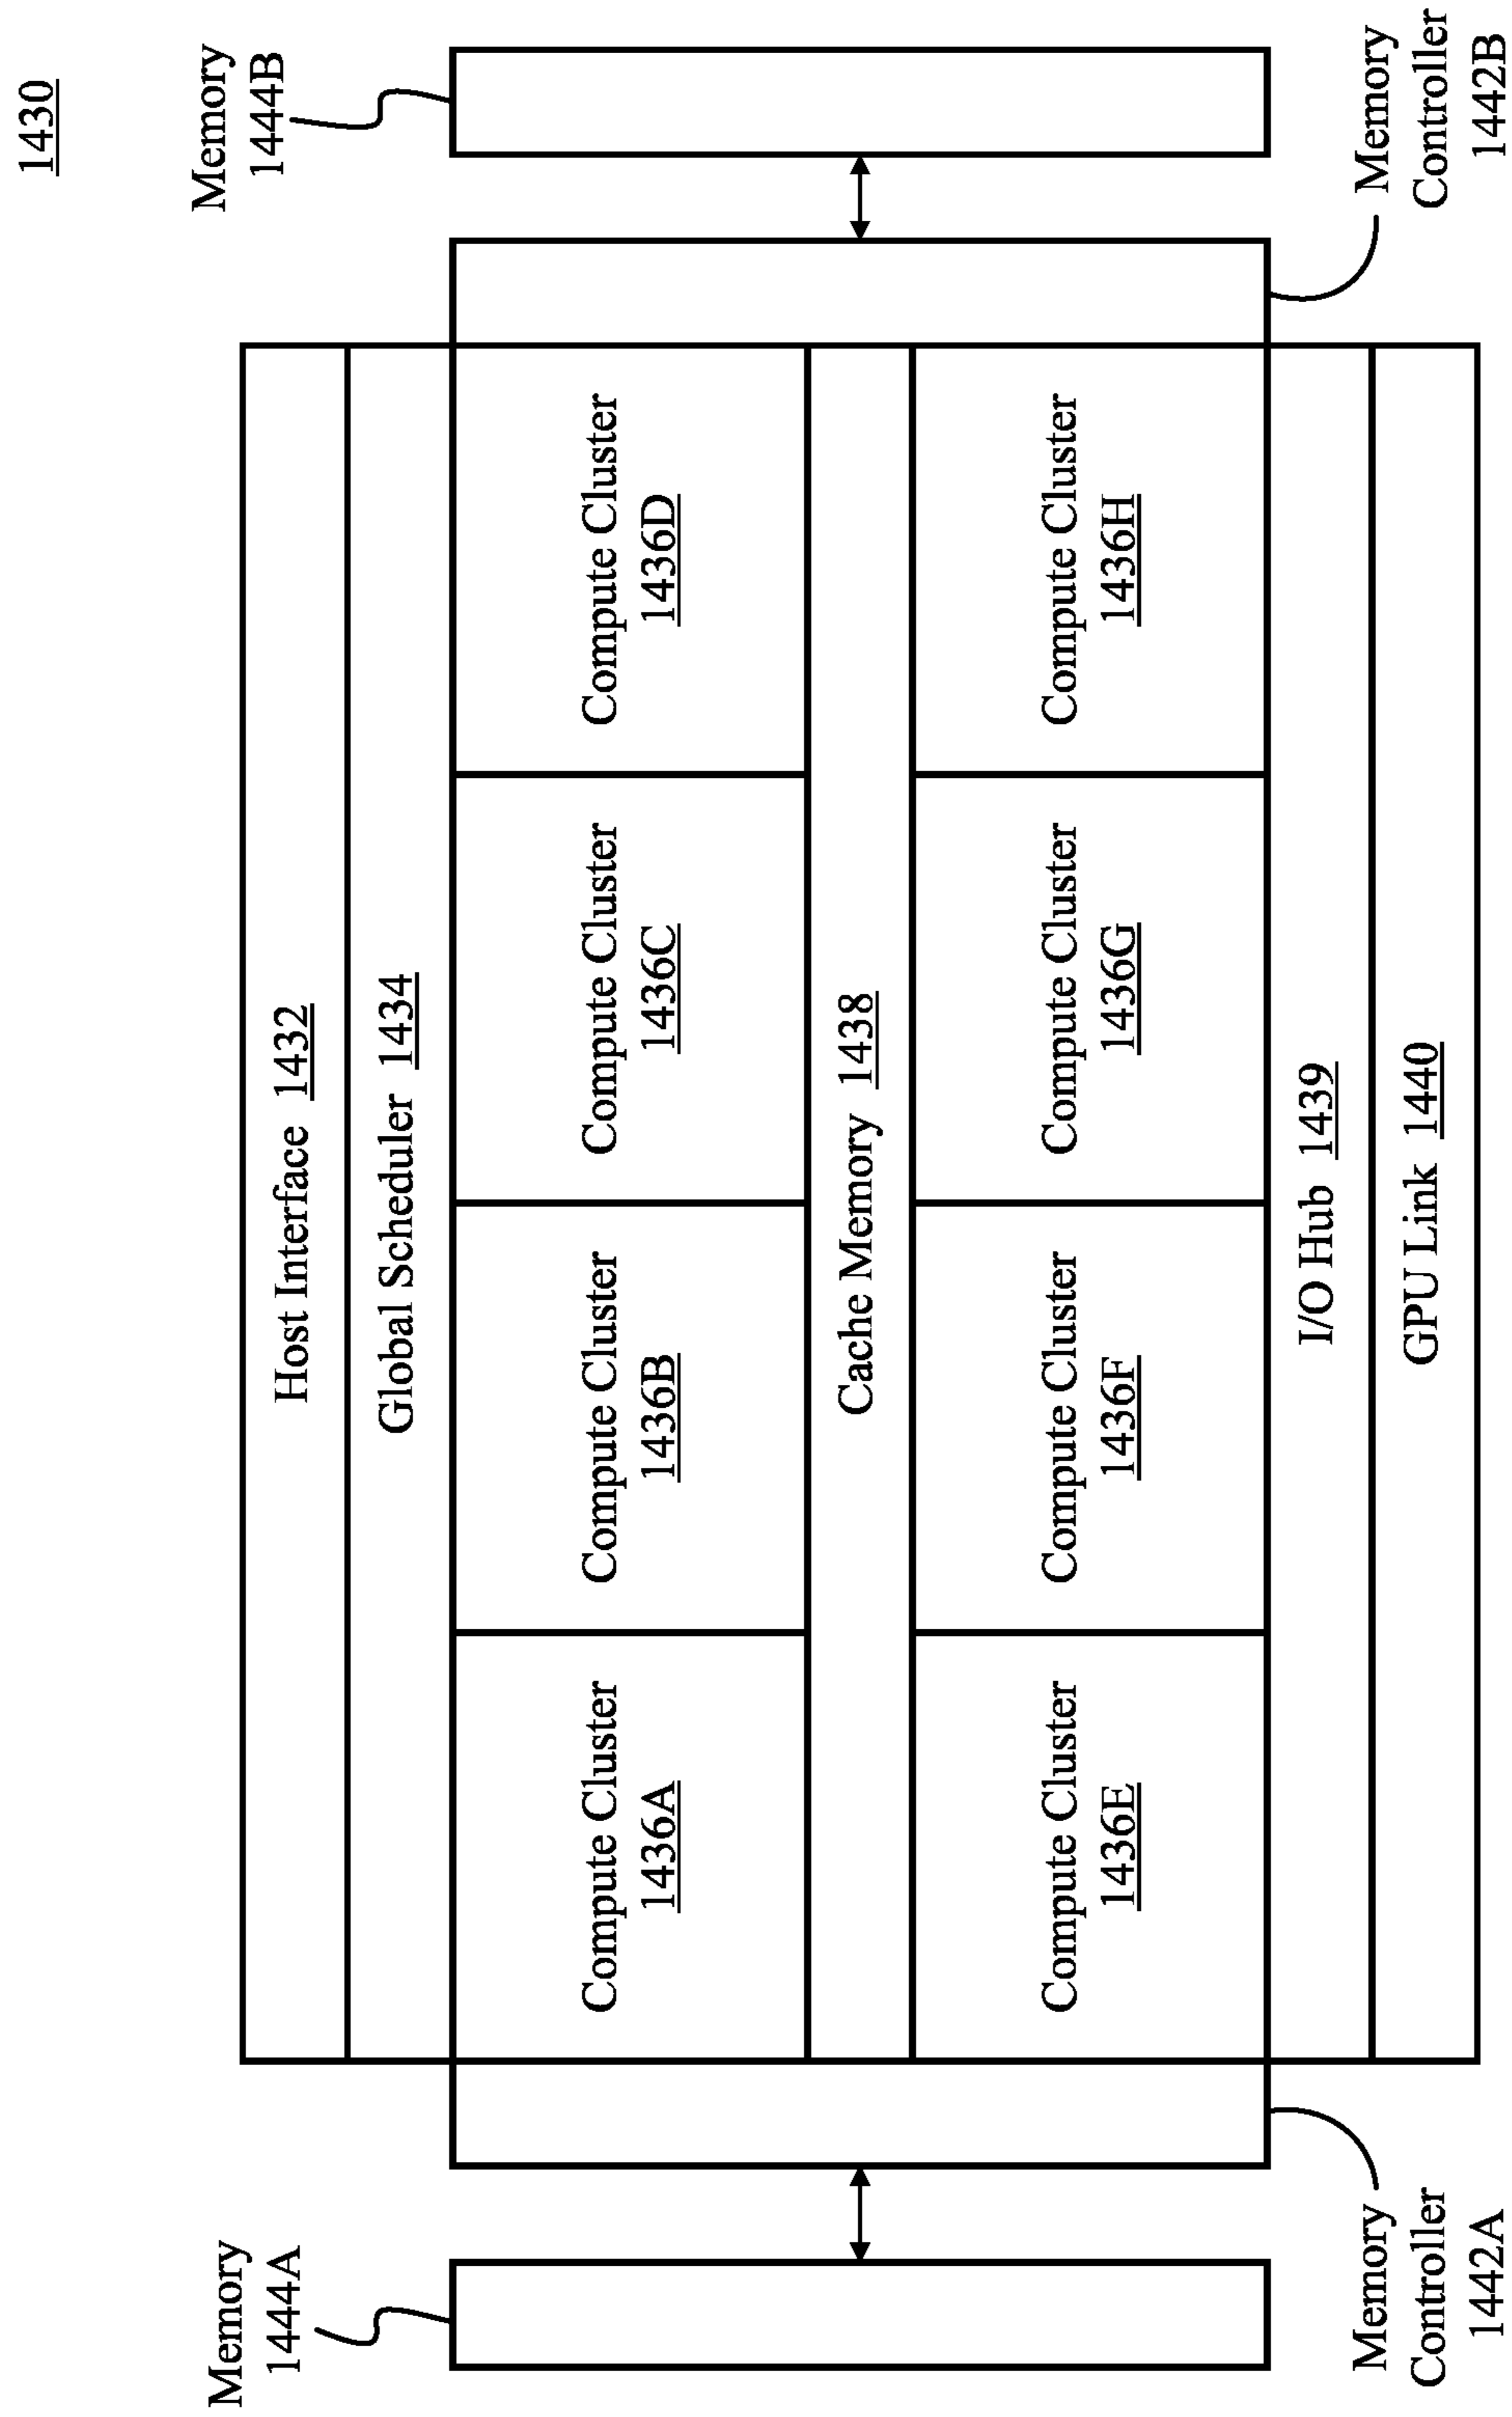 1430
Memory
1444A
Memory
1444B
Host Interface 1432
Global Scheduler 1434
Compute Cluster
1436A
Compute Cluster
1436B
Compute Cluster
1436C
Compute Cluster
1436D
Cache Memory 1438
Compute Cluster
1436E
Compute Cluster
1436F
Compute Cluster
1436G
Compute Cluster
1436H
I/O Hub 1439
GPU Link 1440
Memory
Controller
1442A
Memory
Controller
1442B